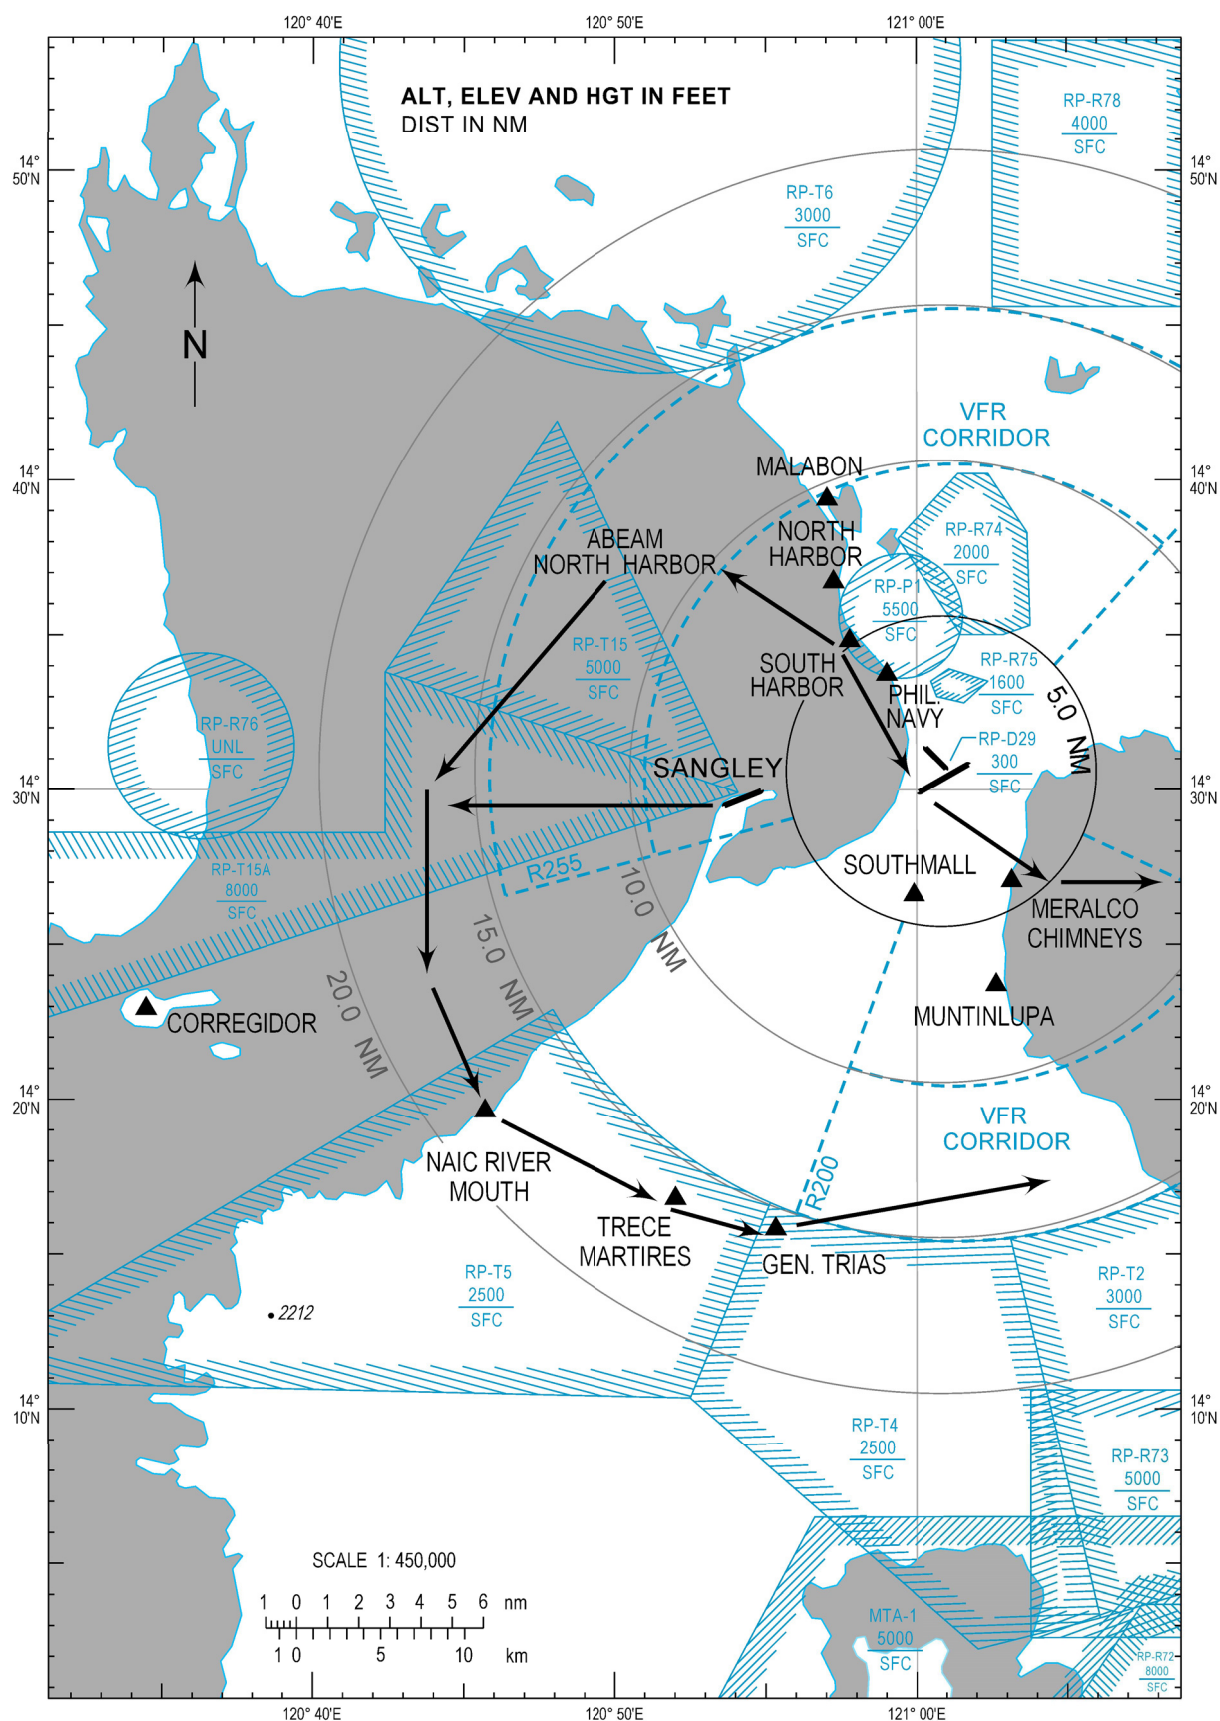 120° 40'E
120° 50'E
121° 00'E
ALT, ELEV AND HGT IN FEET
DIST IN NM
RP-R78
4000
SFC
14°
50'N
14°
50'N
RP-T6
3000
SFC
N
VFR
CORRIDOR
MALABON
14°
40'N
14°
40'N
NORTH
HARBOR
RP-R74
2000
SFC
ABEAM
NORTH HARBOR
RP-P1
5500
SFC
RP-T15
5000
SFC
SOUTH
HARBOR
RP-R75
1600
SFC
PHIL.
NAVY
5.0 NM
RP-R76
UNL
SFC
RP-D29
300
SFC
SANGLEY
14°
30'N
14°
30'N
RP-T15A
8000
SFC
R255
SOUTHMALL
10.0 NM
MERALCO
CHIMNEYS
15.0 NM
20.0 NM
CORREGIDOR
MUNTINLUPA
14°
20'N
14°
20'N
VFR
CORRIDOR
NAIC RIVER
MOUTH
R200
TRECE
MARTIRES
GEN. TRIAS
RP-T5
2500
SFC
RP-T2
3000
SFC
2212
14°
10'N
14°
10'N
RP-T4
2500
SFC
RP-R73
5000
SFC
SCALE 1: 450,000
1 0 1 2 3 4 5 6 nm
1 0 5 10 km
MTA-1
5000
SFC
RP-R72
8000
SFC
120° 40'E
120° 50'E
121° 00'E